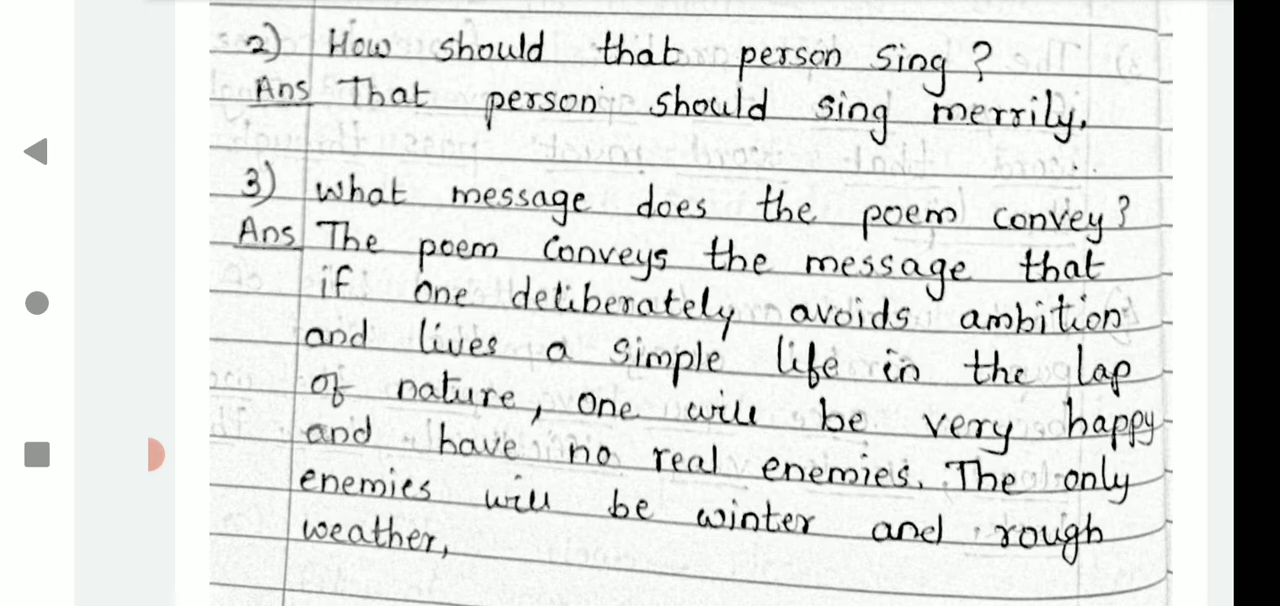 2) How should that person sing?
Ans That person should sing merrily.
3) what message does the poem convey?
Ans The poem conveys the message that
if one deliberately avoids ambition
and lives a simple life in the lap
of nature, one will be very happy
and have no real enemies. The only
enemies will be winter and rough
weather,